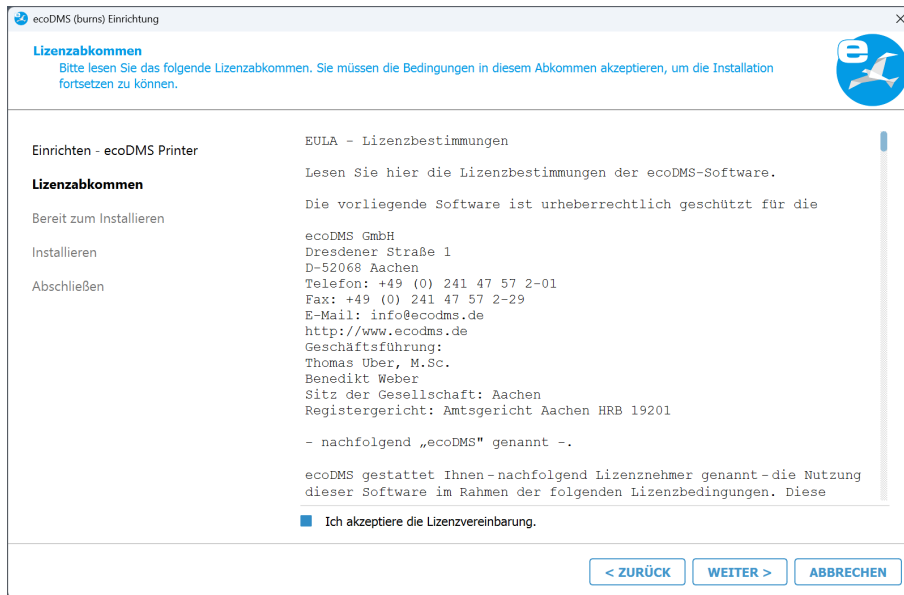 ecoDMS (burns) Einrichtung
Lizenzabkommen
Bitte lesen Sie das folgende Lizenzabkommen. Sie müssen die Bedingungen in diesem Abkommen akzeptieren, um die Installation
fortsetzen zu können.
e
Einrichten - ecoDMS Printer
Lizenzabkommen
Bereit zum Installieren
Installieren
Abschließen
EULA - Lizenzbestimmungen
Lesen Sie hier die Lizenzbestimmungen der ecoDMS-Software.
Die vorliegende Software ist urheberrechtlich geschützt für die
ecoDMS GmbH
Dresdener Straße 1
D-52068 Aachen
Telefon: +49 (0) 241 47 57 2-01
Fax: +49 (0) 241 47 57 2-29
E-Mail: info@ecodms.de
http://www.ecodms.de
Geschäftsführung:
Thomas Uber, M.Sc.
Benedikt Weber
Sitz der Gesellschaft: Aachen
Registergericht: Amtsgericht Aachen HRB 19201
- nachfolgend „ecoDMS" genannt -.
ecoDMS gestattet Ihnen – nachfolgend Lizenznehmer genannt – die Nutzung
dieser Software im Rahmen der folgenden Lizenzbedingungen. Diese
Ich akzeptiere die Lizenzvereinbarung.
< ZURÜCK
WEITER >
ABBRECHEN